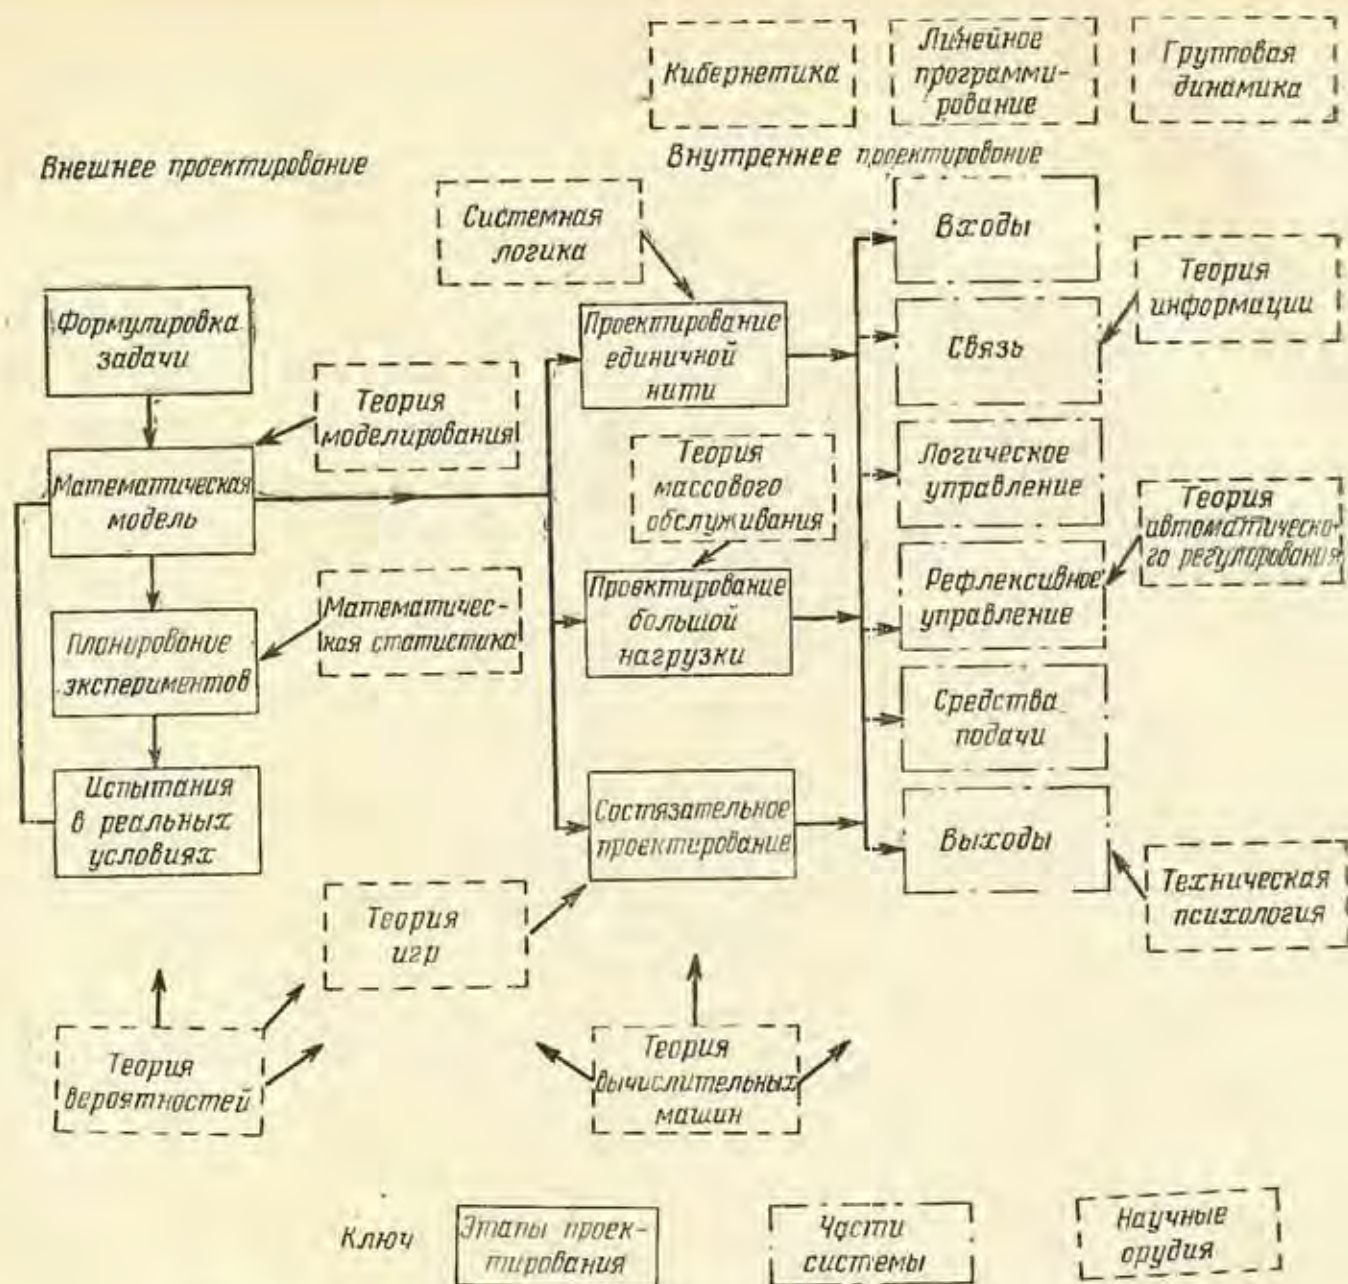 Кибернетика
Линейное
программи-
рование
Групповая
динамика
Внешнее проектирование
Внутреннее проектирование
Системная
логика
Входы
Теория
информации
Формулировка
задачи
Проектирование
единичной
нити
Связь
Теория
моделирования
Математическая
модель
Теория
массового
обслуживания
Логическое
управление
Теория
автоматическо-
го регулорования
Математичес-
кая статистика
Планирование
экспериментов
Проектирование
большой
нагрузки
Рефлексивное
управление
Средства
подачи
Испытания
в реальных
условиях
Состязательное
проектирование
Выходы
Техническая
психология
Теория
игр
Теория
вероятностей
Теория
вычислительных
машин
Ключ
Этапы проек-
тирования
Части
системы
Научные
орудия